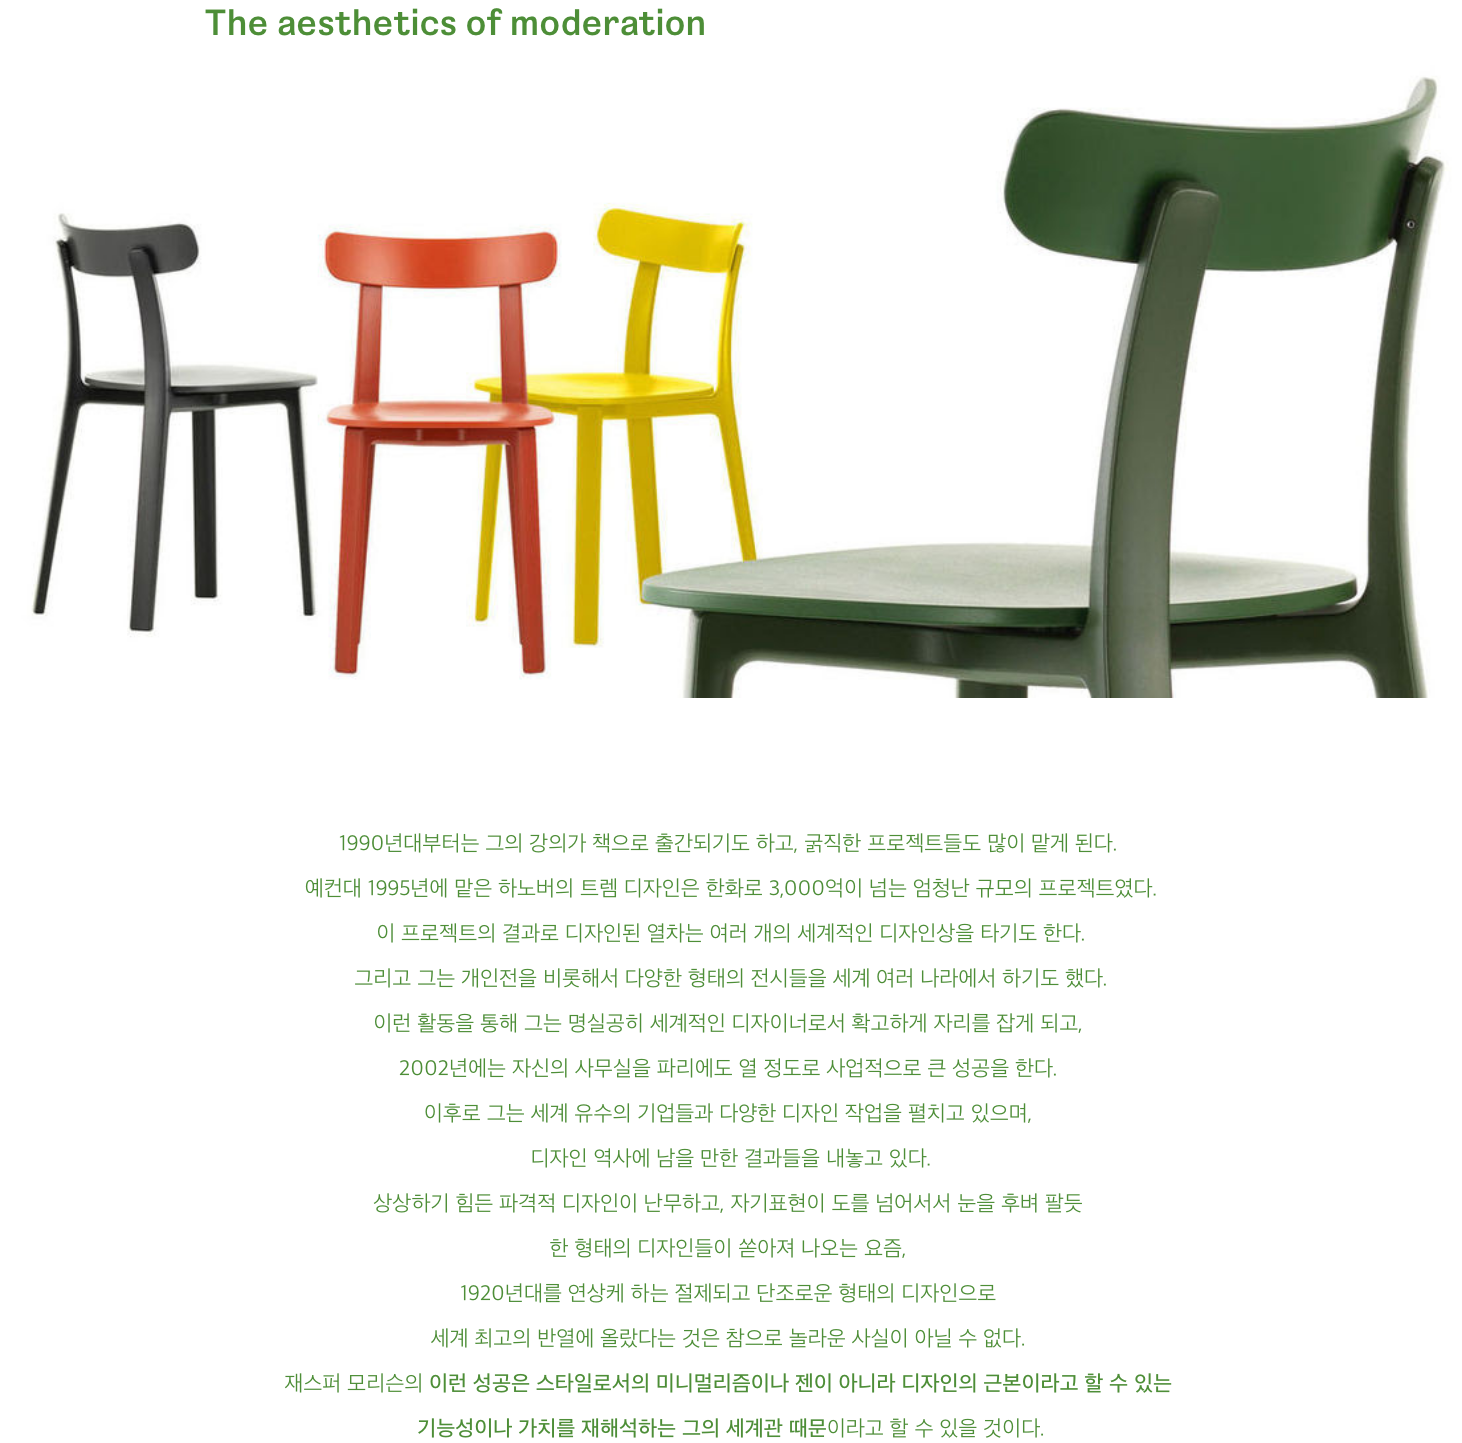 The aesthetics of moderation
1990년대부터는 그의 강의가 책으로 출간되기도 하고, 굵직한 프로젝트들도 많이 맡게 된다.
예컨대 1995년에 맡은 하노버의 트렘 디자인은 한화로 3,000억이 넘는 엄청난 규모의 프로젝트였다.
이 프로젝트의 결과로 디자인된 열차는 여러 개의 세계적인 디자인상을 타기도 한다.
그리고 그는 개인전을 비롯해서 다양한 형태의 전시들을 세계 여러 나라에서 하기도 했다.
이런 활동을 통해 그는 명실공히 세계적인 디자이너로서 확고하게 자리를 잡게 되고,
2002년에는 자신의 사무실을 파리에도 열 정도로 사업적으로 큰 성공을 한다.
이후로 그는 세계 유수의 기업들과 다양한 디자인 작업을 펼치고 있으며,
디자인 역사에 남을 만한 결과들을 내놓고 있다.
상상하기 힘든 파격적 디자인이 난무하고, 자기표현이 도를 넘어서서 눈을 후벼 팔듯
한 형태의 디자인들이 쏟아져 나오는 요즘,
1920년대를 연상케 하는 절제되고 단조로운 형태의 디자인으로
세계 최고의 반열에 올랐다는 것은 참으로 놀라운 사실이 아닐 수 없다.
재스퍼 모리슨의 이런 성공은 스타일로서의 미니멀리즘이나 젠이 아니라 디자인의 근본이라고 할 수 있는
기능성이나 가치를 재해석하는 그의 세계관 때문이라고 할 수 있을 것이다.